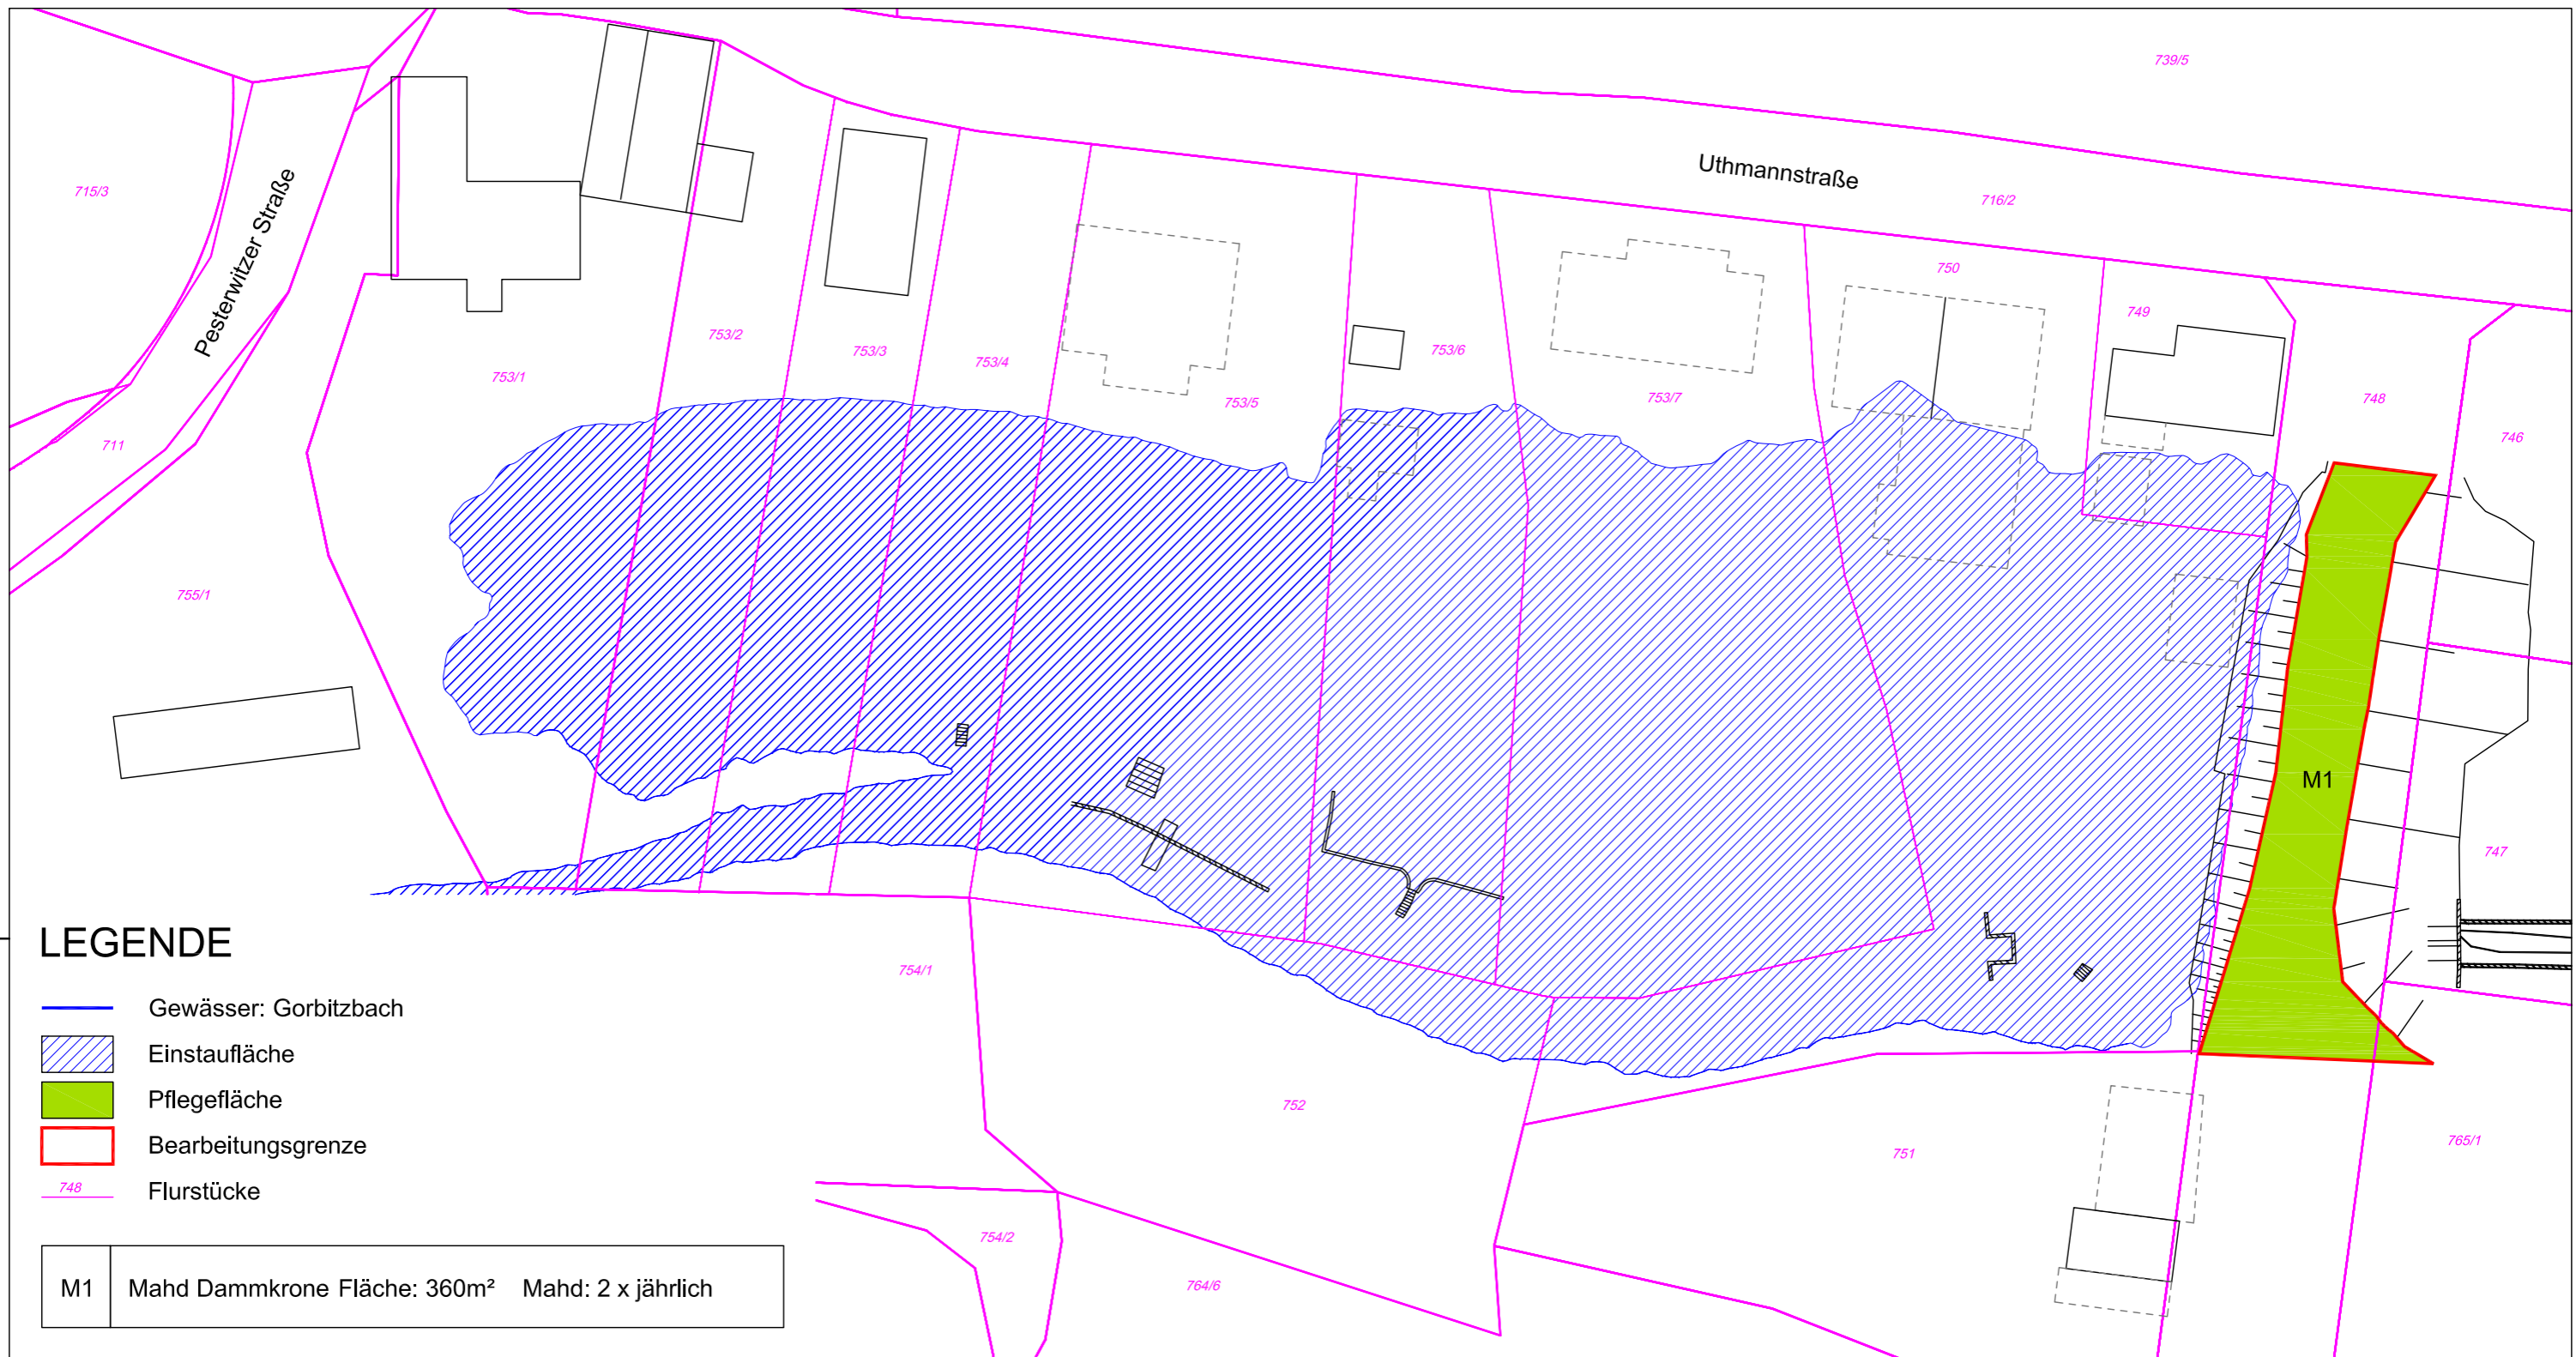 739/5
Uthmannstraße
716/2
715/3
Pesterwitzer Straße
750
749
753/2
753/3
753/4
753/6
753/1
753/5
753/7
748
746
711
755/1
M1
747
LEGENDE
754/1
Gewässer: Gorbitzbach
Einstaufläche
Pflegefläche
752
Bearbeitungsgrenze
751
765/1
748 Flurstücke
754/2
764/6
M1 Mahd Dammkrone Fläche: 360m² Mahd: 2 x jährlich